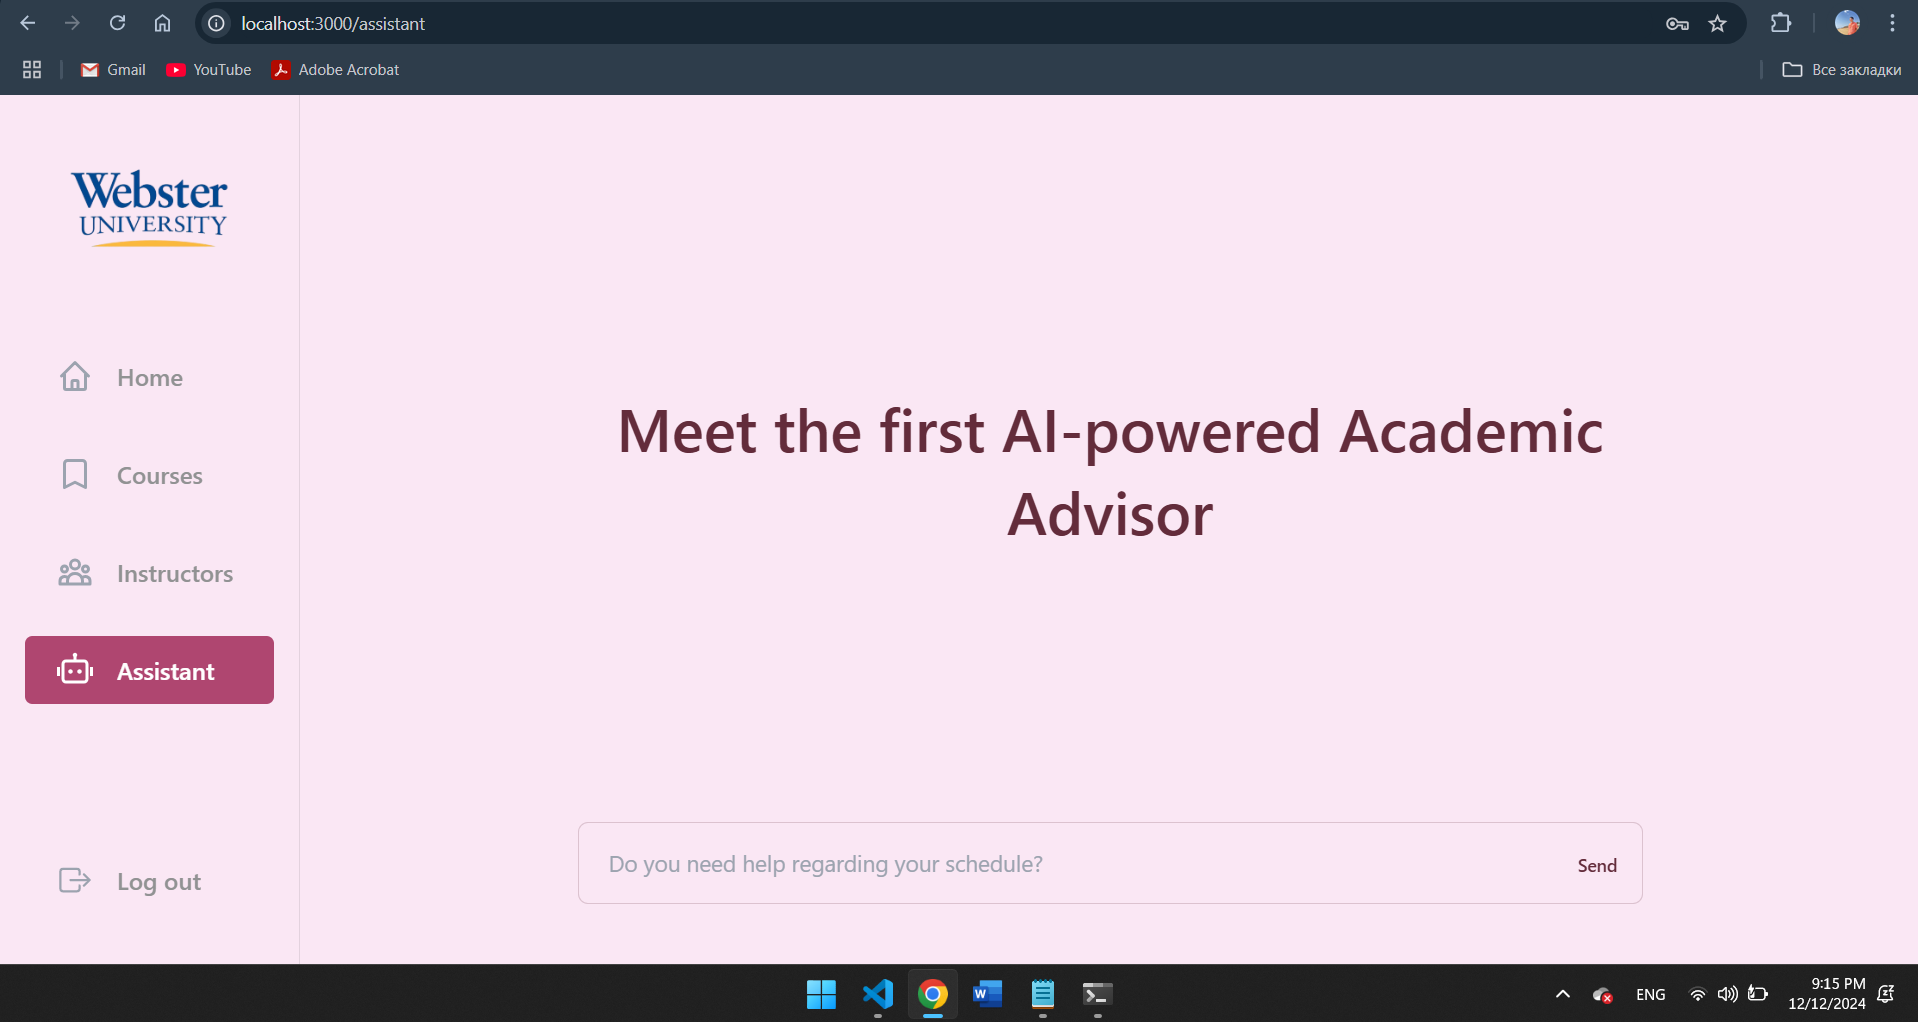 localhost:3000/assistant
Gmail
YouTube
Adobe Acrobat
Все закладки
Webster
UNIVERSITY
Home
Courses
Instructors
Assistant
Log out
Meet the first AI-powered Academic
Advisor
Do you need help regarding your schedule?
Send
W
ENG
9:15 PM
12/12/2024